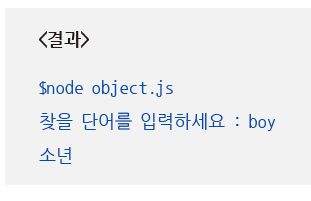 <결과>
$node object.js
찾을 단어를 입력하세요 : boy
소년